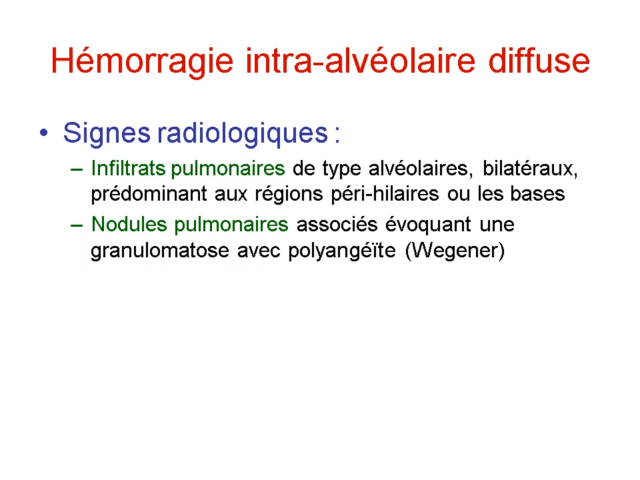 Hémorragie intra-alvéolaire diffuse
• Signes radiologiques :
– Infiltrats pulmonaires de type alvéolaires, bilatéraux,
prédominant aux régions péri-hilaires ou les bases
– Nodules pulmonaires associés évoquant une
granulomatose avec polyangéïte (Wegener)